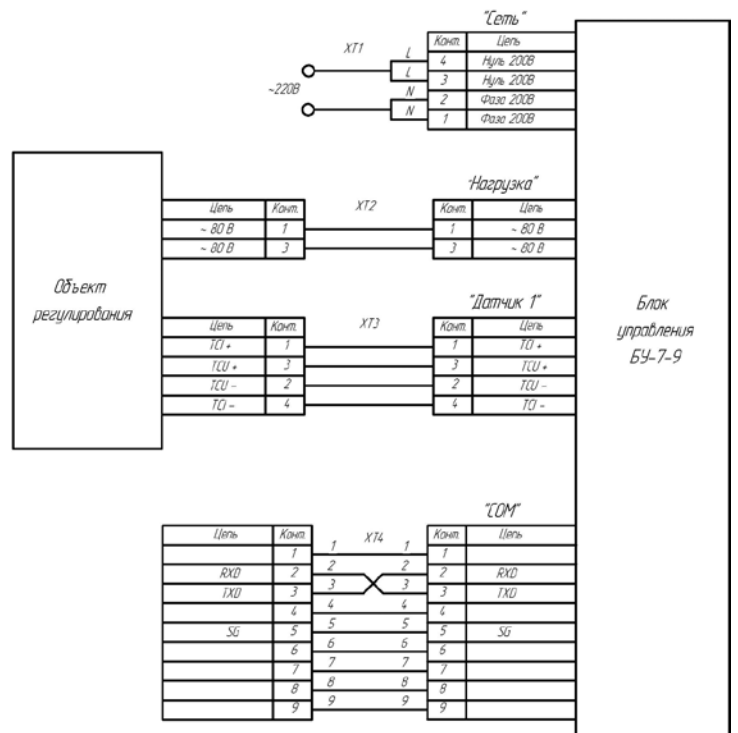 "Сеть"
ХТ1 L Конт. Цепь
4 Нуль 200В
L 3 Нуль 200В
~220В N 2 Фаза 200В
N 1 Фаза 200В
"Нагрузка"
Цепь Конт. ХТ2 Конт. Цепь
~ 80 В 1 1 ~ 80 В
~ 80 В 3 3 ~ 80 В
Объект
регулирования
"Датчик 1"
Цепь Конт. ХТ3 Конт. Цепь
TCI + 1 1 TCI +
TCU + 3 3 TCU +
TCU – 2 2 TCU –
TCI – 4 4 TCI –
Блок
управления
БУ-7-9
"COM"
Цепь Конт. ХТ4 Конт. Цепь
1 1 1 1
RXD 2 2 2 2 RXD
TXD 3 3 3 3 TXD
4 4 4 4
SG 5 5 5 5 SG
6 6 6 6
7 7 7 7
8 8 8 8
9 9 9 9